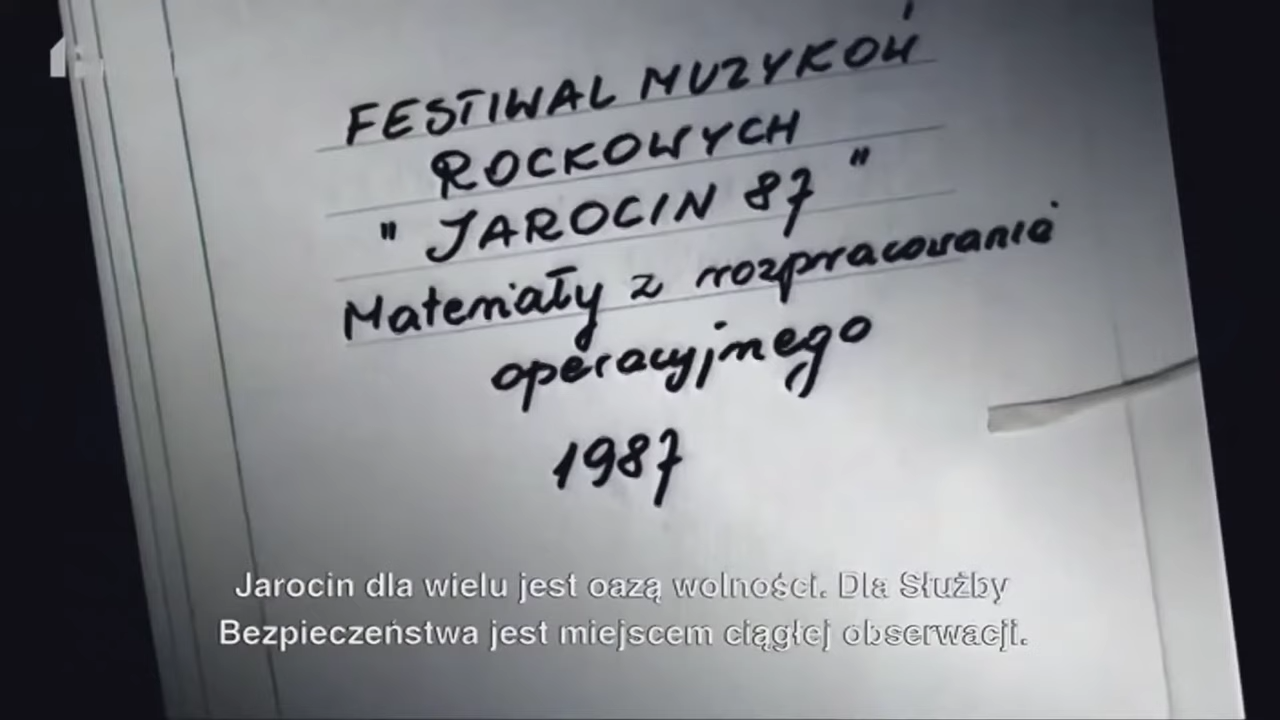 FESTIWAL MUZYKÓW
ROCKOWYCH
"JAROCIN 87"
Materiały z rozpracowania
operacyjnego
1987
Jarocin dla wielu jest oazą wolności. Dla Służby
Bezpieczeństwa jest miejscem ciągłej obserwacji.